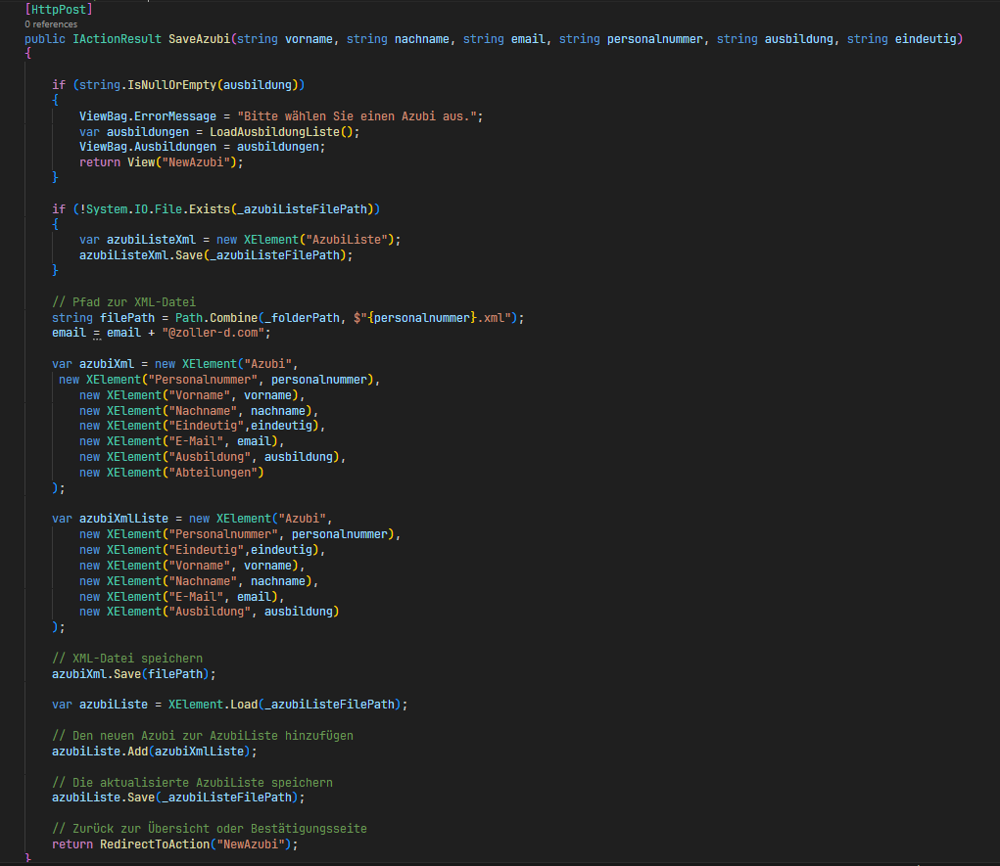 [HttpPost]
0 references
public IActionResult SaveAzubi(string vorname, string nachname, string email, string personalnummer, string ausbildung, string eindeutig)
{
if (string.IsNullOrEmpty(ausbildung))
{
ViewBag.ErrorMessage = "Bitte wählen Sie einen Azubi aus.";
var ausbildungen = LoadAusbildungListe();
ViewBag.Ausbildungen = ausbildungen;
return View("NewAzubi");
}
if (!System.IO.File.Exists(_azubiListeFilePath))
{
var azubiListeXml = new XElement("AzubiListe");
azubiListeXml.Save(_azubiListeFilePath);
}
// Pfad zur XML-Datei
string filePath = Path.Combine(_folderPath, $"{personalnummer}.xml");
email = email + "@zoller-d.com";
var azubiXml = new XElement("Azubi",
new XElement("Personalnummer", personalnummer),
new XElement("Vorname", vorname),
new XElement("Nachname", nachname),
new XElement("Eindeutig",eindeutig),
new XElement("E-Mail", email),
new XElement("Ausbildung", ausbildung),
new XElement("Abteilungen")
);
var azubiXmlListe = new XElement("Azubi",
new XElement("Personalnummer", personalnummer),
new XElement("Eindeutig",eindeutig),
new XElement("Vorname", vorname),
new XElement("Nachname", nachname),
new XElement("E-Mail", email),
new XElement("Ausbildung", ausbildung)
);
// XML-Datei speichern
azubiXml.Save(filePath);
var azubiListe = XElement.Load(_azubiListeFilePath);
// Den neuen Azubi zur AzubiListe hinzufügen
azubiListe.Add(azubiXmlListe);
// Die aktualisierte AzubiListe speichern
azubiListe.Save(_azubiListeFilePath);
// Zurück zur Übersicht oder Bestätigungsseite
return RedirectToAction("NewAzubi");
}